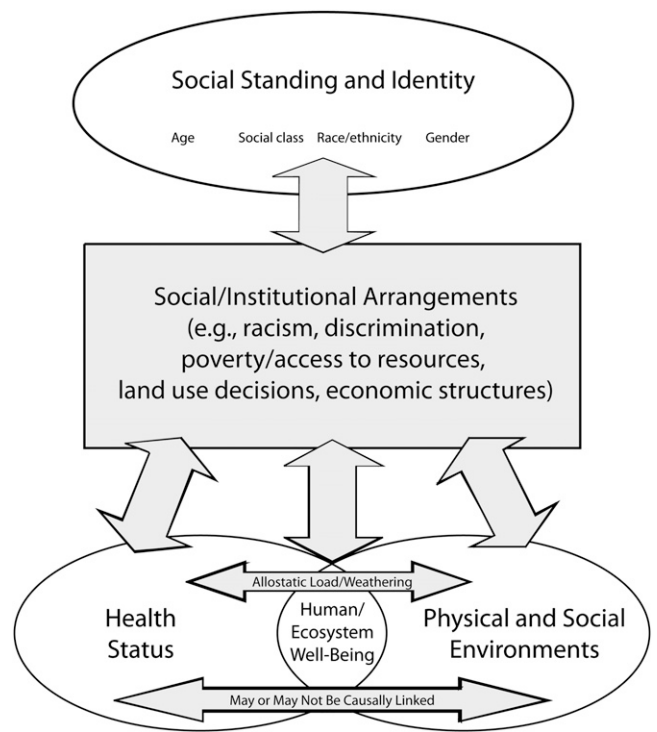 Social Standing and Identity
Age Social class Race/ethnicity Gender
Social/Institutional Arrangements
(e.g., racism, discrimination,
poverty/access to resources,
land use decisions, economic structures)
Allostatic Load/Weathering
Health
Status
Human/
Ecosystem
Well-Being
Physical and Social
Environments
May or May Not Be Causally Linked